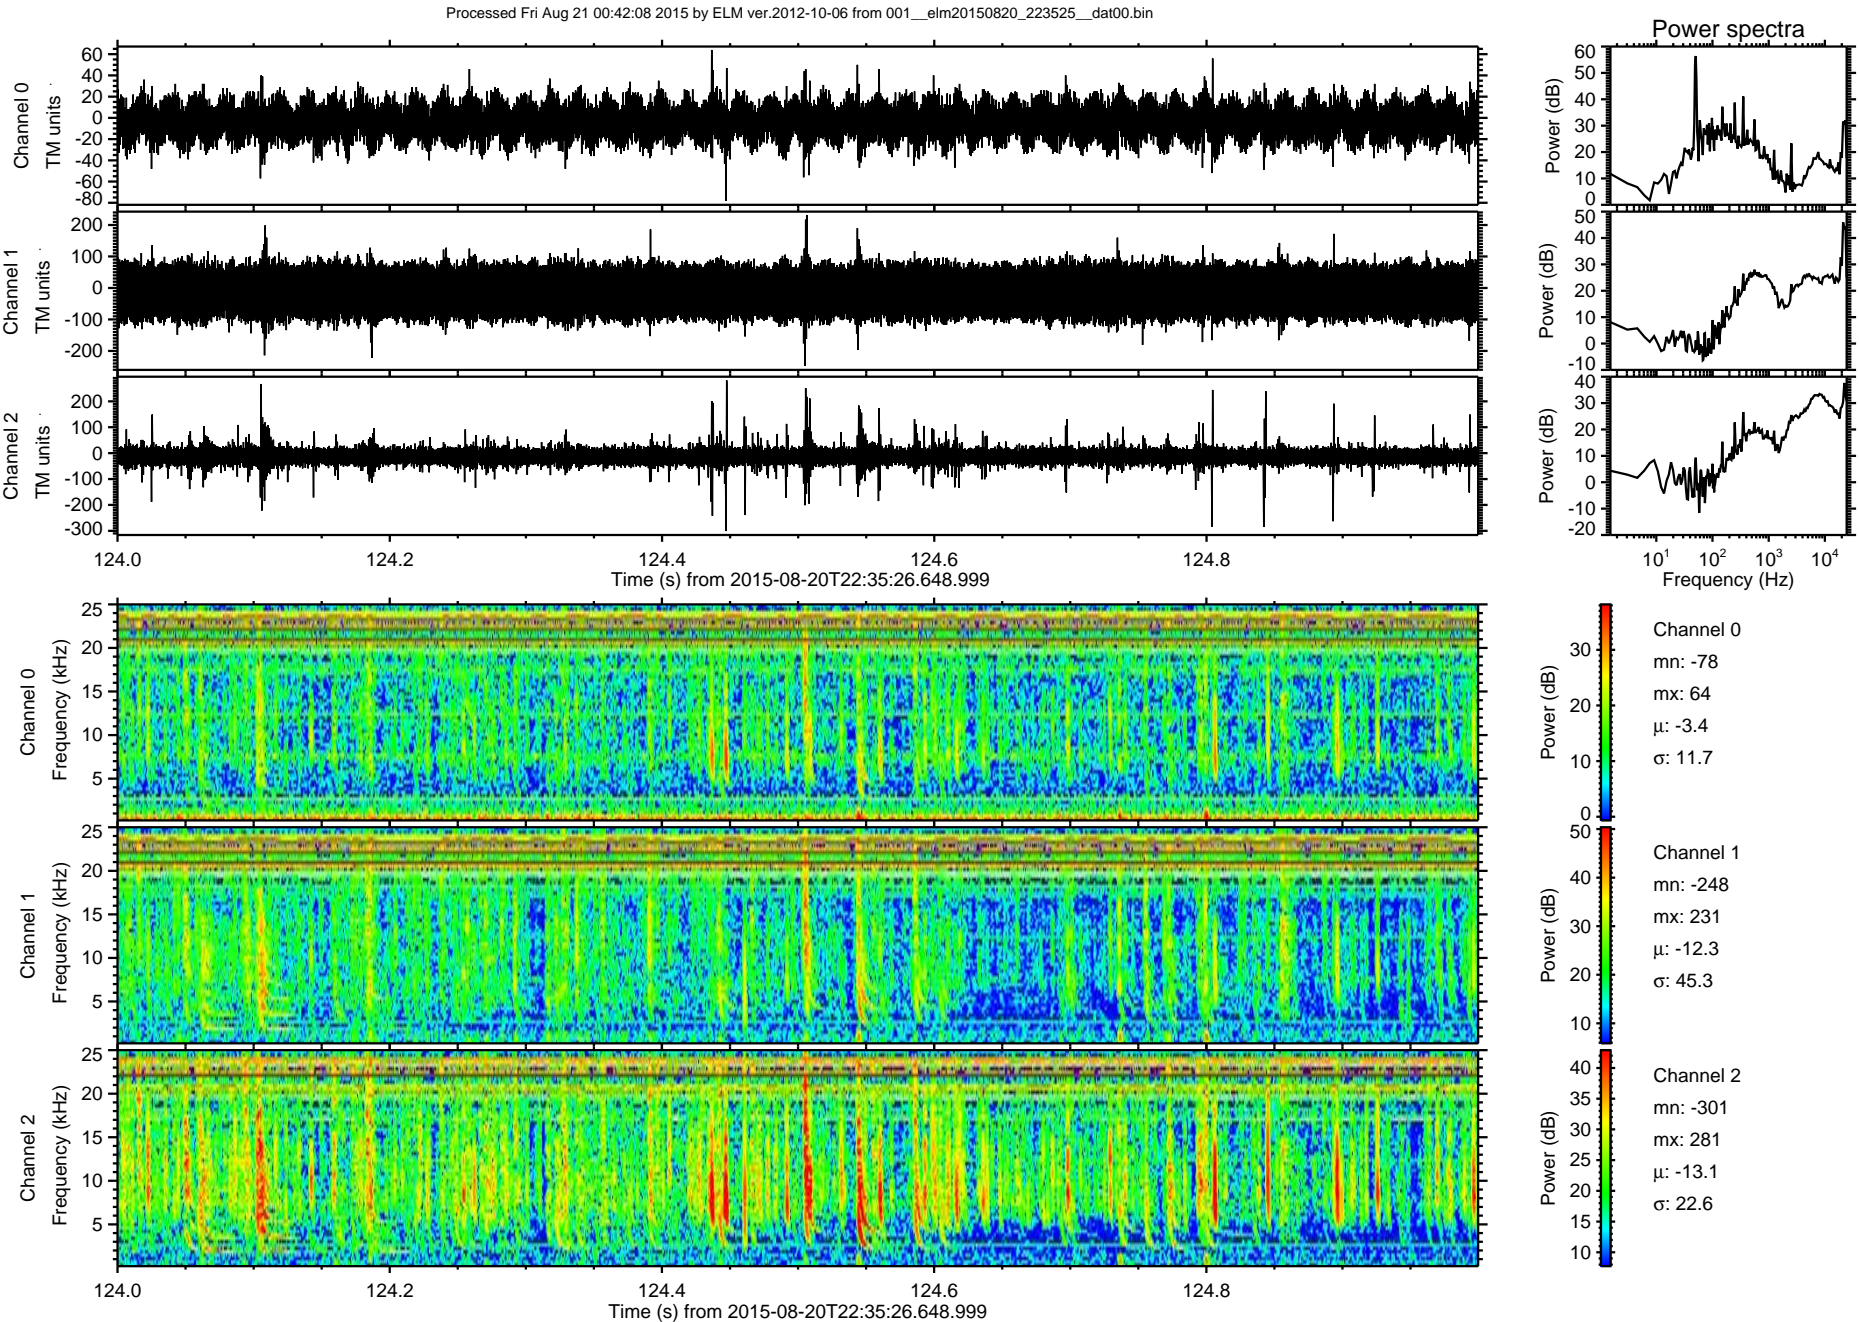 Processed Fri Aug 21 00:42:08 2015 by ELM ver.2012-10-06 from 001__elm20150820_223525__dat00.bin
Power spectra
Channel 0
TM units
60
40
20
0
-20
-40
-60
-80
Power (dB)
60
50
40
30
20
10
0
Channel 1
TM units
200
100
0
-100
-200
Power (dB)
50
40
30
20
10
0
-10
Channel 2
TM units
200
100
0
-100
-200
-300
Power (dB)
40
30
20
10
0
-10
-20
124.0 124.2 124.4 124.6 124.8
Time (s) from 2015-08-20T22:35:26.648.999
10¹ 10² 10³ 10⁴
Frequency (Hz)
Channel 0
Frequency (kHz)
25
20
15
10
5
Power (dB)
30
20
10
0
Channel 0
mn: -78
mx: 64
μ: -3.4
σ: 11.7
Channel 1
Frequency (kHz)
25
20
15
10
5
Power (dB)
50
40
30
20
10
Channel 1
mn: -248
mx: 231
μ: -12.3
σ: 45.3
Channel 2
Frequency (kHz)
25
20
15
10
5
Power (dB)
40
35
30
25
20
15
10
Channel 2
mn: -301
mx: 281
μ: -13.1
σ: 22.6
124.0 124.2 124.4 124.6 124.8
Time (s) from 2015-08-20T22:35:26.648.999